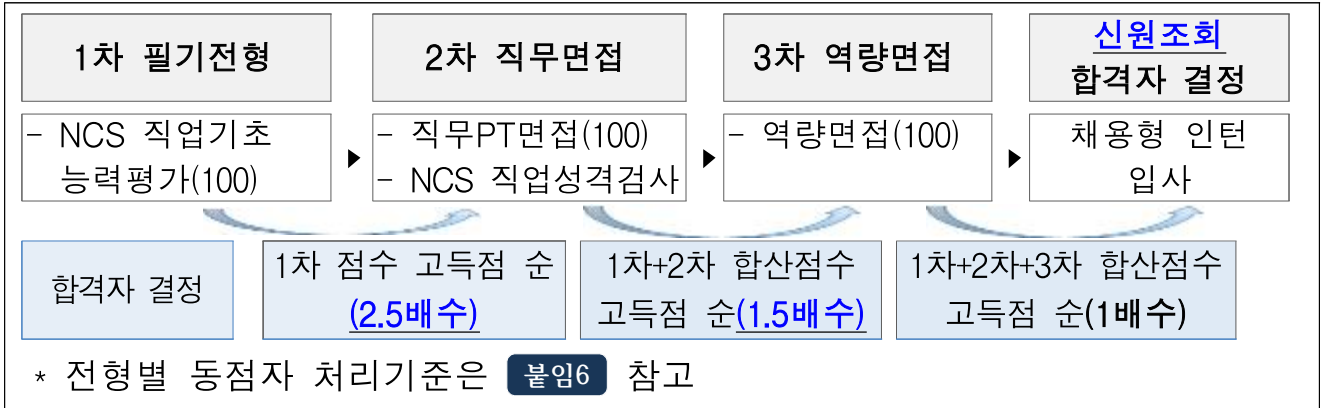 1차 필기전형
2차 직무면접
3차 역량면접
신원조회
합격자 결정
- NCS 직업기초
능력평가(100)
▶
- 직무PT면접(100)
- NCS 직업성격검사
▶
- 역량면접(100)
▶
채용형 인턴
입사
합격자 결정
1차 점수 고득점 순
(2.5배수)
1차+2차 합산점수
고득점 순(1.5배수)
1차+2차+3차 합산점수
고득점 순(1배수)
* 전형별 동점자 처리기준은 붙임6 참고